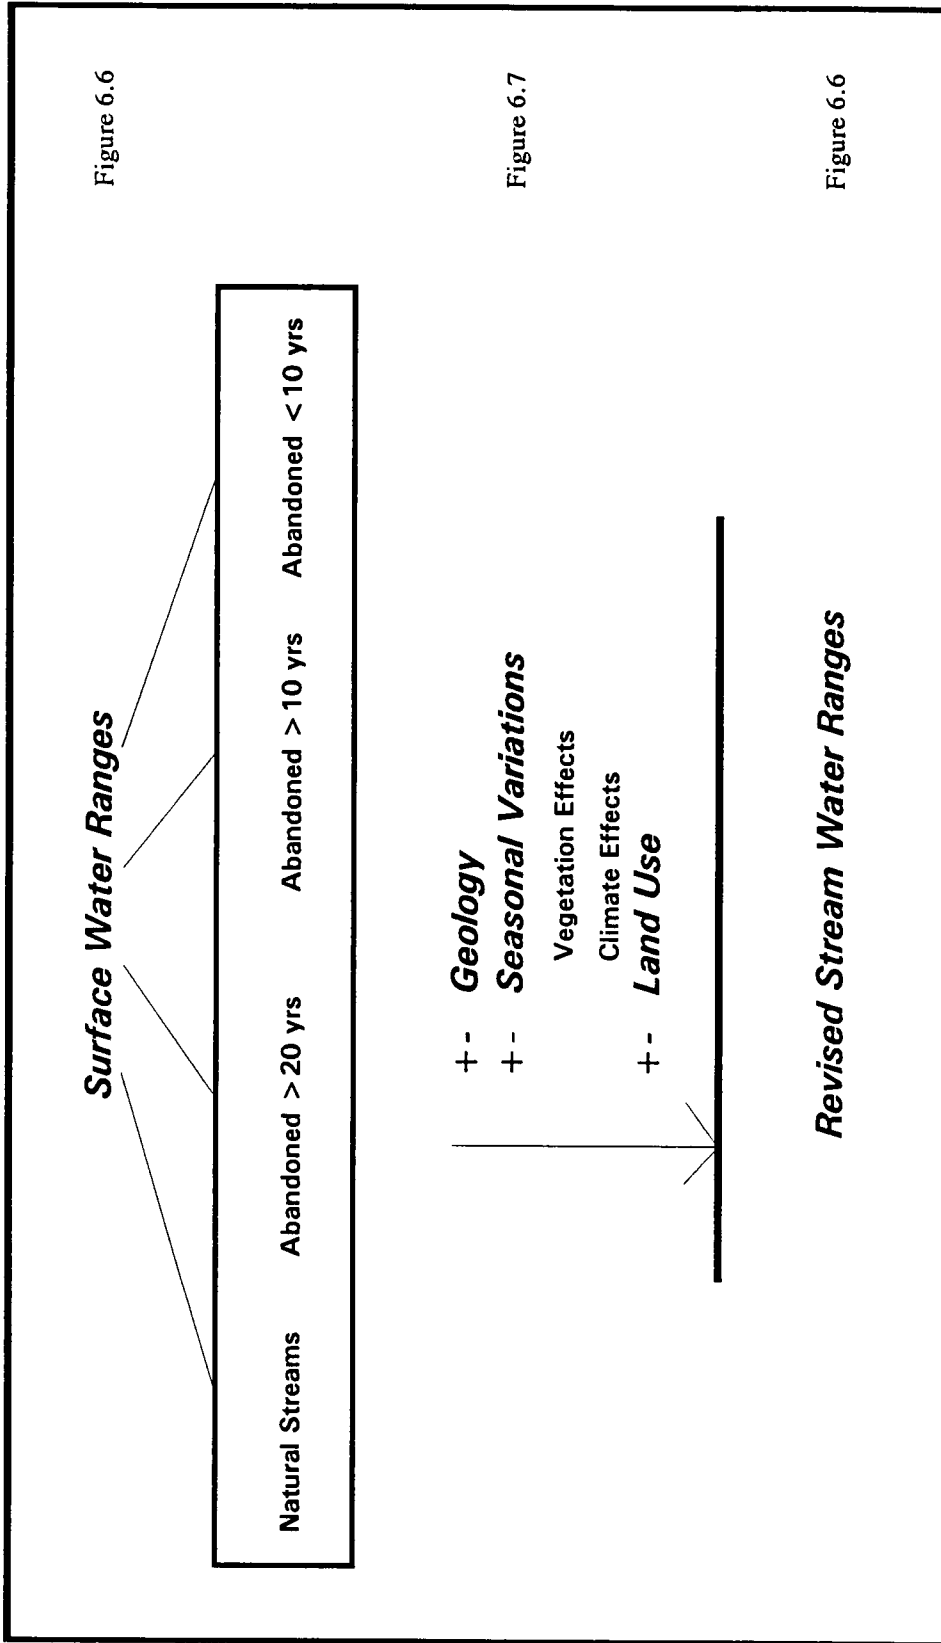 Surface Water Ranges
Figure 6.6
Natural Streams
Abandoned >20 yrs
Abandoned >10 yrs
Abandoned <10 yrs
+- Geology
Figure 6.7
+- Seasonal Variations
Vegetation Effects
Climate Effects
+- Land Use
Revised Stream Water Ranges
Figure 6.6